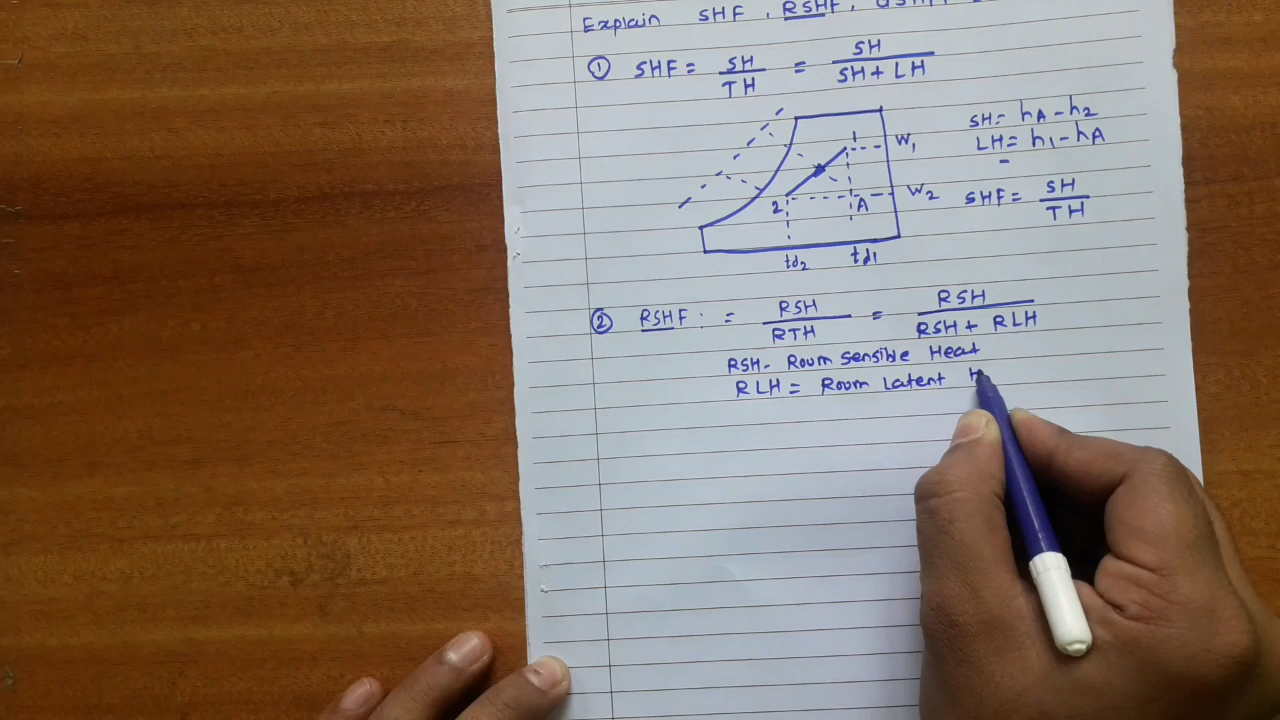 Explain SHF, RSHF,
① SHF = SH/TH = SH/SH + LH
SH = hA - h2
LH = h1 - hA
SHF = SH/TH
1
W1
2
A
W2
td2
td1
② RSHF : = RSH/RTH = RSH/RSH + RLH
RSH - Room Sensible Heat
RLH = Room Latent H